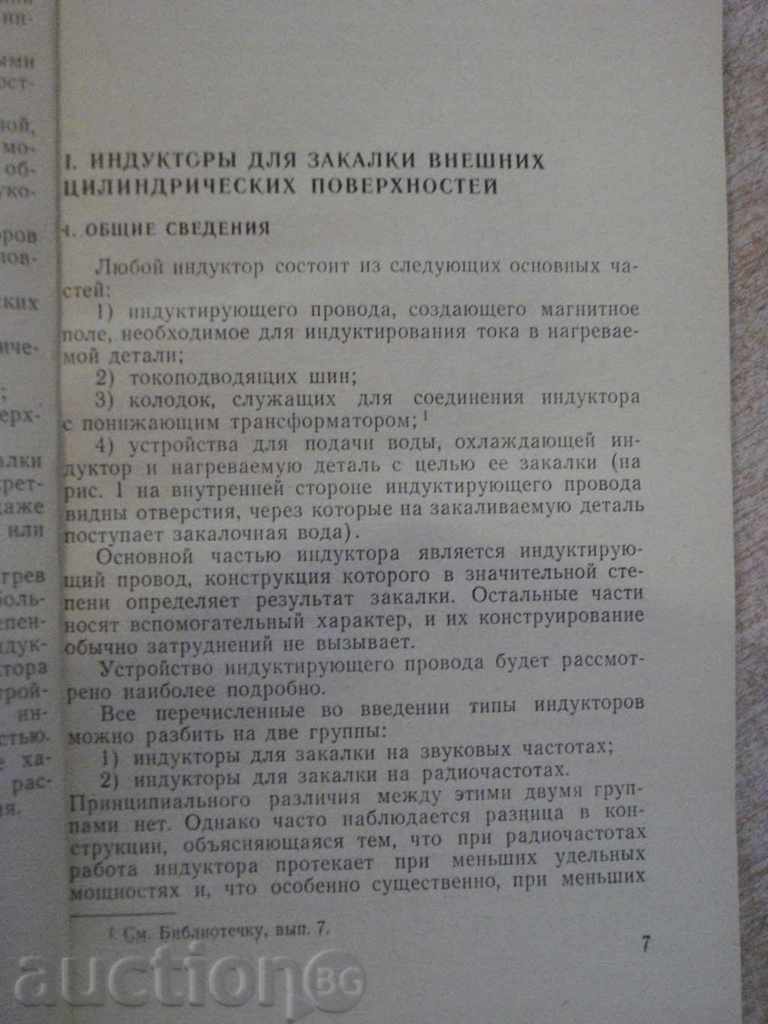 I. ИНДУКТОРЫ ДЛЯ ЗАКАЛКИ ВНЕШНИХ
ЦИЛИНДРИЧЕСКИХ ПОВЕРХНОСТЕЙ
1. ОБЩИЕ СВЕДЕНИЯ
Любой индуктор состоит из следующих основных ча-
стей:
1) индуктирующего провода, создающего магнитное
поле, необходимое для индуктирования тока в нагревае-
мой детали;
2) токоподводящих шин;
3) колодок, служащих для соединения индуктора
с понижающим трансформатором;1
4) устройства для подачи воды, охлаждающей ин-
дуктор и нагреваемую деталь с целью ее закалки (на
рис. 1 на внутренней стороне индуктирующего провода
видны отверстия, через которые на закаливаемую деталь
поступает закалочная вода).
Основной частью индуктора является индуктирую-
щий провод, конструкция которого в значительной сте-
пени определяет результат закалки. Остальные части
носят вспомогательный характер, и их конструирование
обычно затруднений не вызывает.
Устройство индуктирующего провода будет рассмот-
рено наиболее подробно.
Все перечисленные во введении типы индукторов
можно разбить на две группы:
1) индукторы для закалки на звуковых частотах;
2) индукторы для закалки на радиочастотах.
Принципиального различия между этими двумя груп-
пами нет. Однако часто наблюдается разница в кон-
струкции, объясняющаяся тем, что при радиочастотах
работа индуктора протекает при меньших удельных
мощностях и, что особенно существенно, при меньших
1 См. Библиотечку, вып. 7.
7
auctionBG